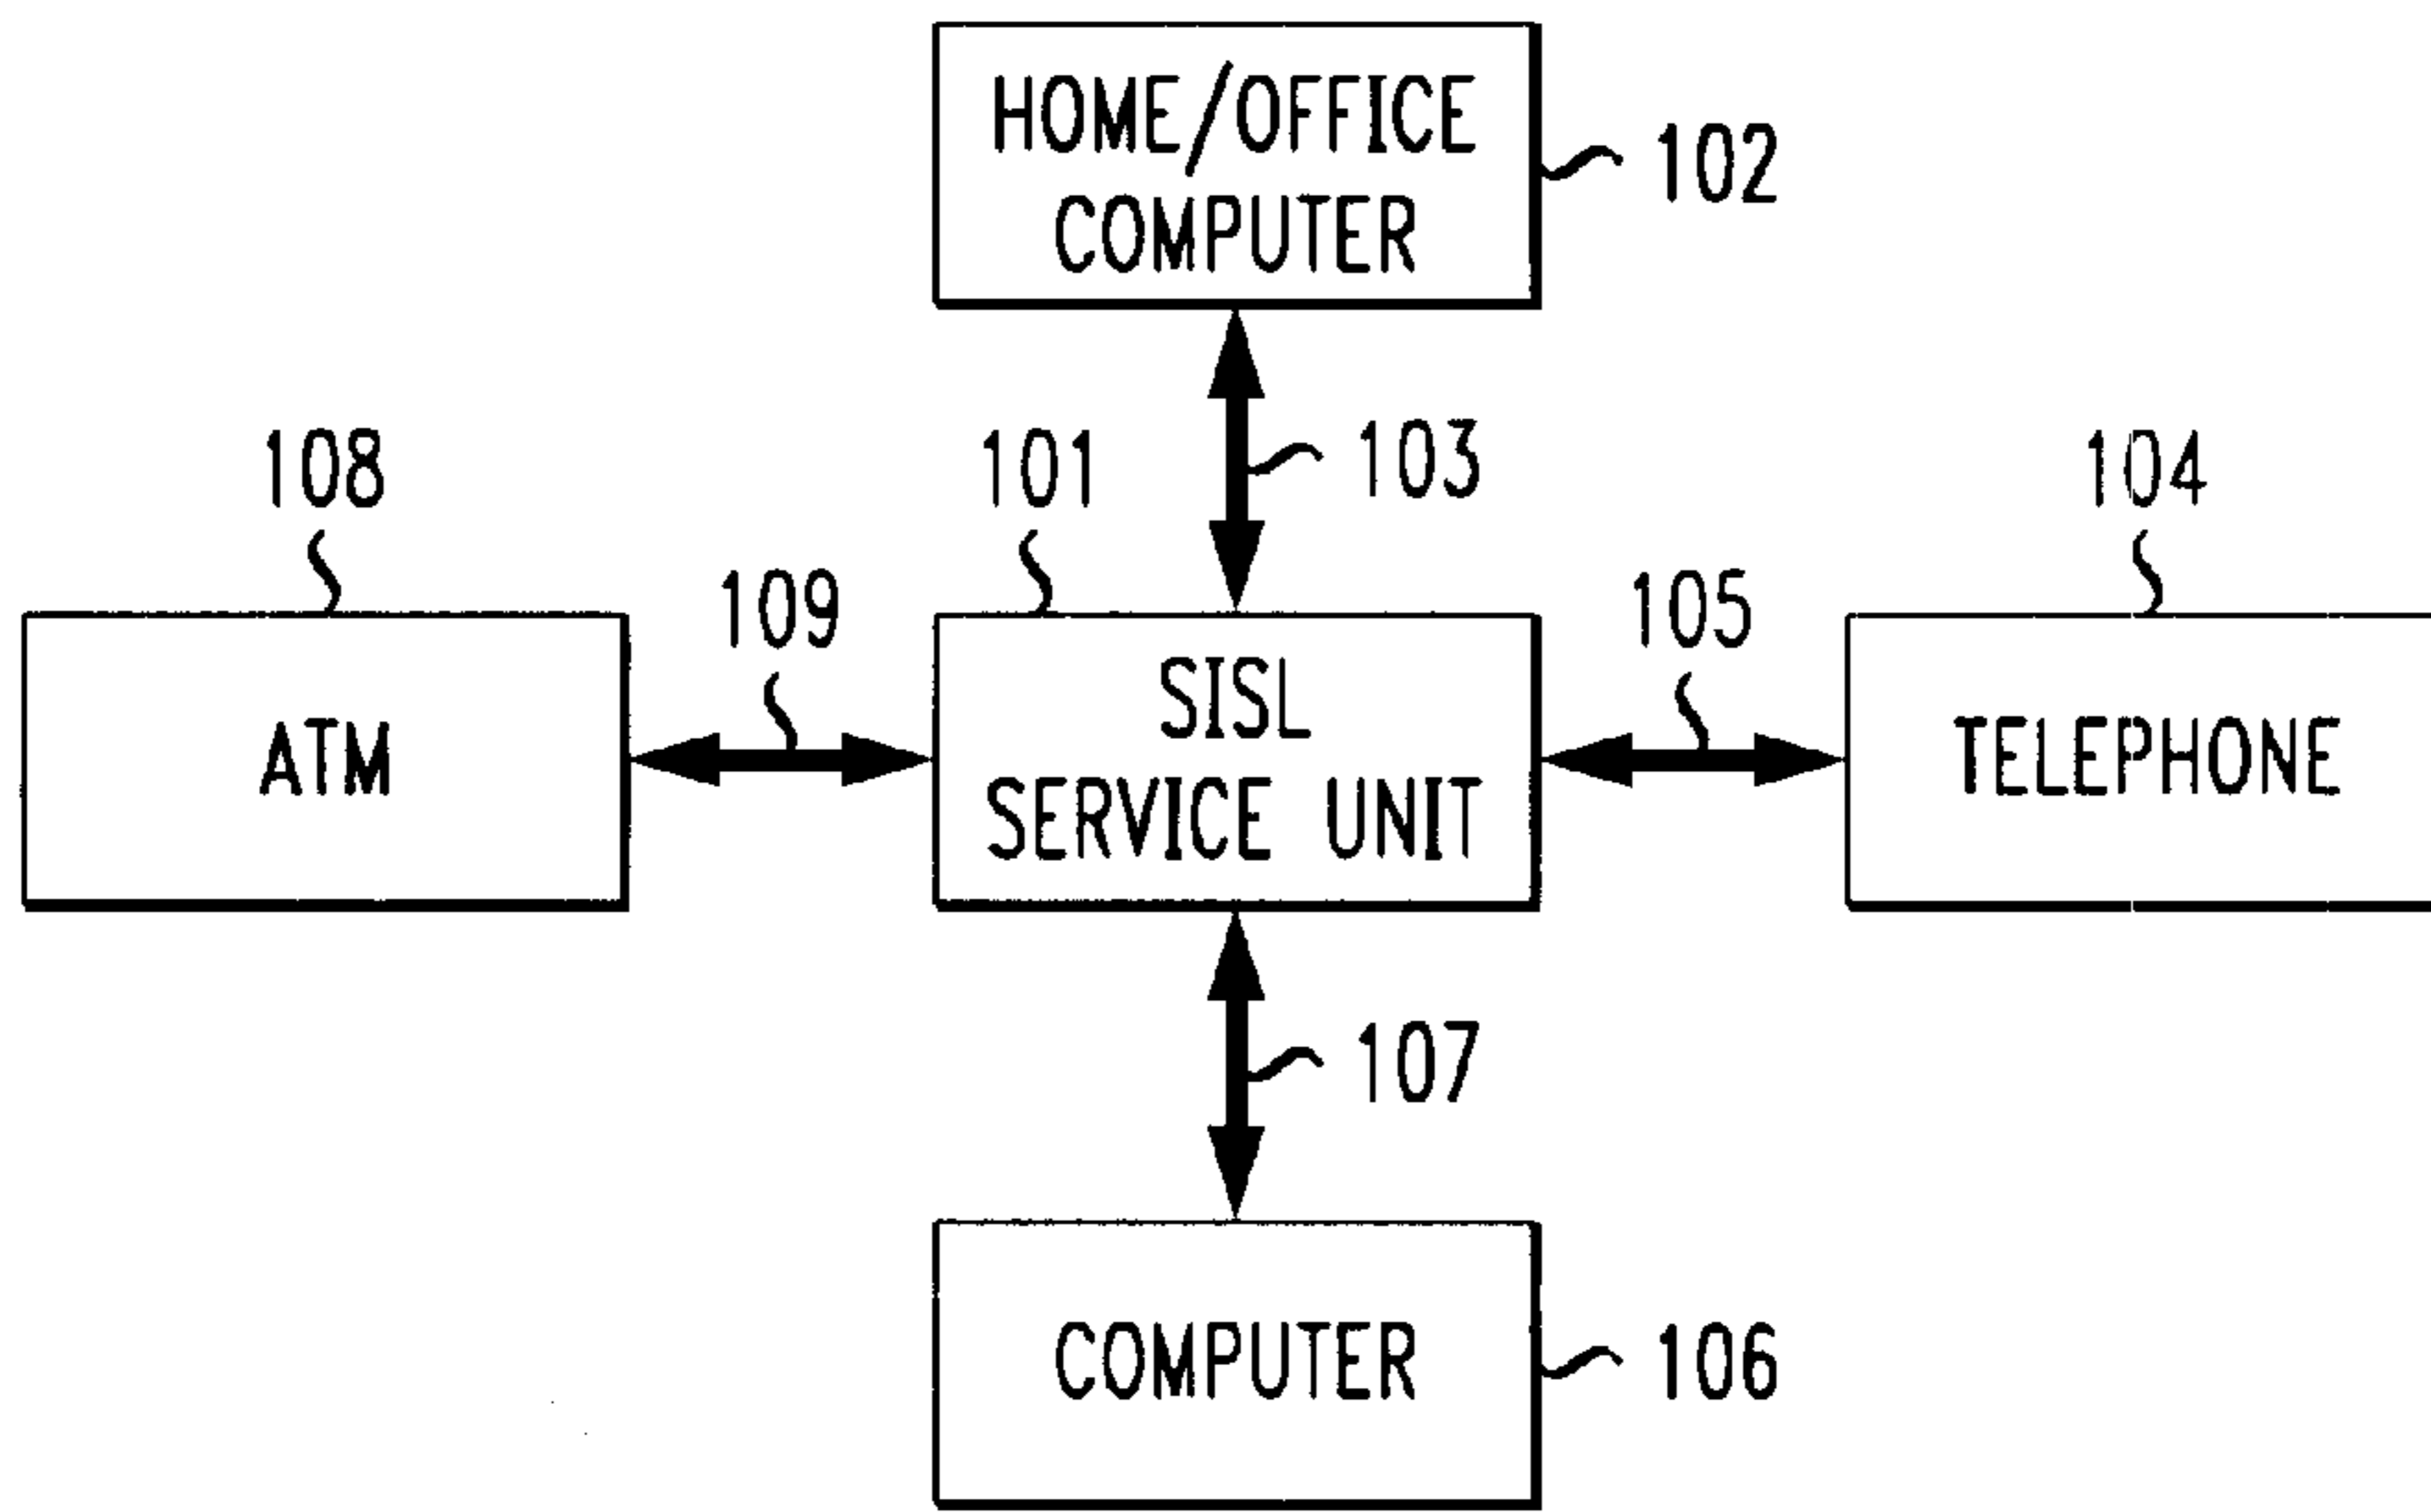 HOME/OFFICE
COMPUTER
102
103
108
101
104
109
105
ATM
SISL
SERVICE UNIT
TELEPHONE
107
COMPUTER
106